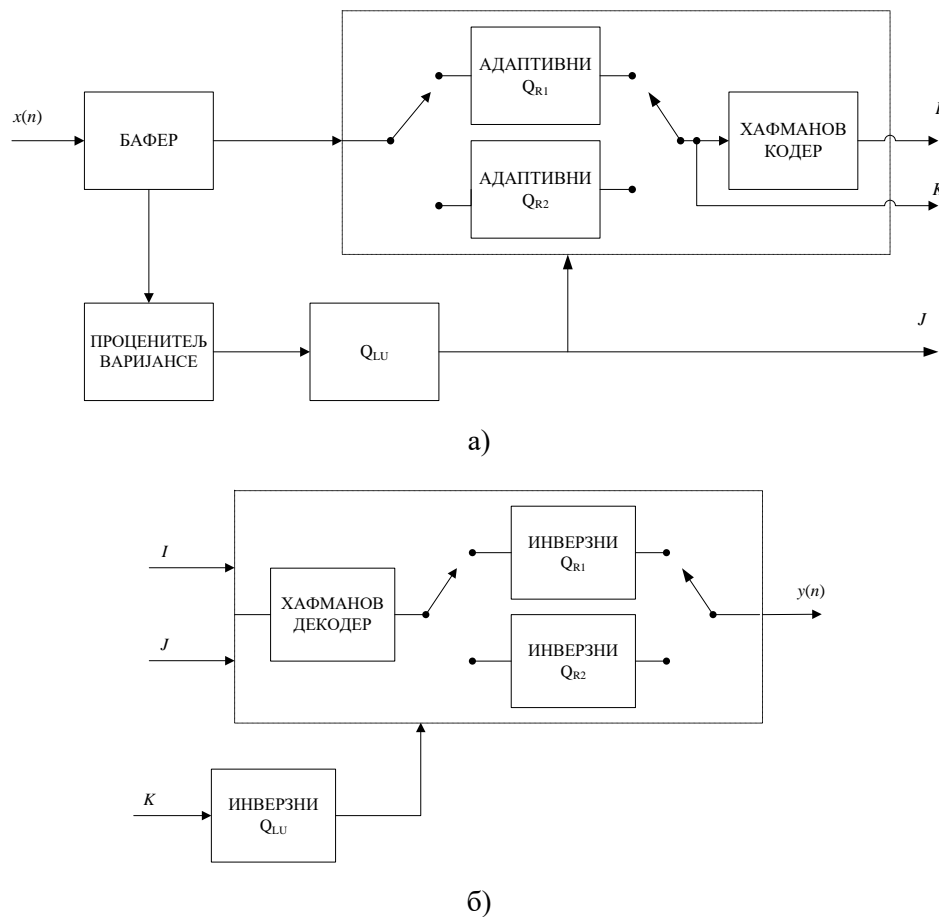 x(n)
БАФЕР
АДАПТИВНИ
QR1
АДАПТИВНИ
QR2
ХАФМАНОВ
КОДЕР
I
K
ПРОЦЕНИТЕЉ
ВАРИЈАНСЕ
QLU
J
а)
I
J
ХАФМАНОВ
ДЕКОДЕР
ИНВЕРЗНИ
QR1
ИНВЕРЗНИ
QR2
y(n)
K
ИНВЕРЗНИ
QLU
б)